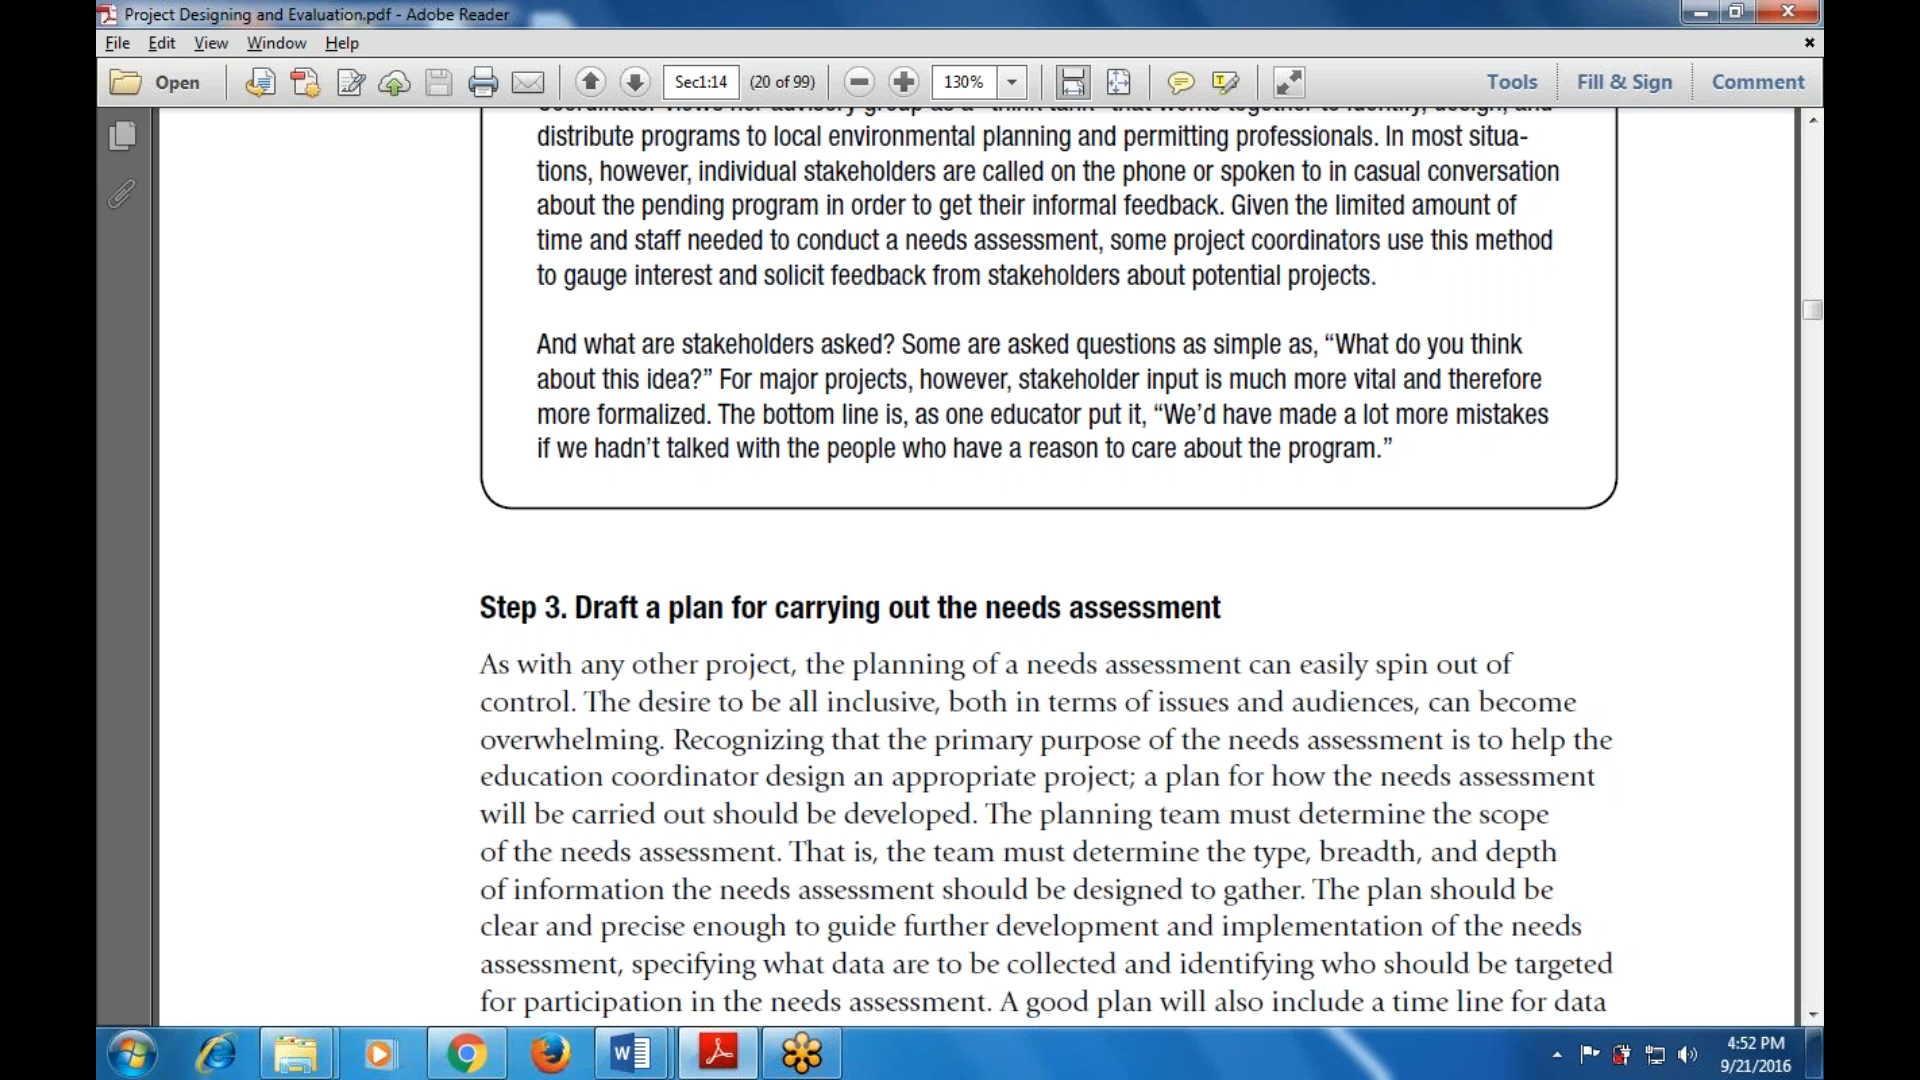 Project Designing and Evaluation.pdf - Adobe Reader
File Edit View Window Help
Open Sec1:14 (20 of 99) 130% Tools Fill & Sign Comment
Coordinator views her advisory group as a "think tank" that works together to identify, design, and
distribute programs to local environmental planning and permitting professionals. In most situa-
tions, however, individual stakeholders are called on the phone or spoken to in casual conversation
about the pending program in order to get their informal feedback. Given the limited amount of
time and staff needed to conduct a needs assessment, some project coordinators use this method
to gauge interest and solicit feedback from stakeholders about potential projects.
And what are stakeholders asked? Some are asked questions as simple as, “What do you think
about this idea?” For major projects, however, stakeholder input is much more vital and therefore
more formalized. The bottom line is, as one educator put it, “We’d have made a lot more mistakes
if we hadn’t talked with the people who have a reason to care about the program.”
Step 3. Draft a plan for carrying out the needs assessment
As with any other project, the planning of a needs assessment can easily spin out of
control. The desire to be all inclusive, both in terms of issues and audiences, can become
overwhelming. Recognizing that the primary purpose of the needs assessment is to help the
education coordinator design an appropriate project; a plan for how the needs assessment
will be carried out should be developed. The planning team must determine the scope
of the needs assessment. That is, the team must determine the type, breadth, and depth
of information the needs assessment should be designed to gather. The plan should be
clear and precise enough to guide further development and implementation of the needs
assessment, specifying what data are to be collected and identifying who should be targeted
for participation in the needs assessment. A good plan will also include a time line for data
4:52 PM
9/21/2016